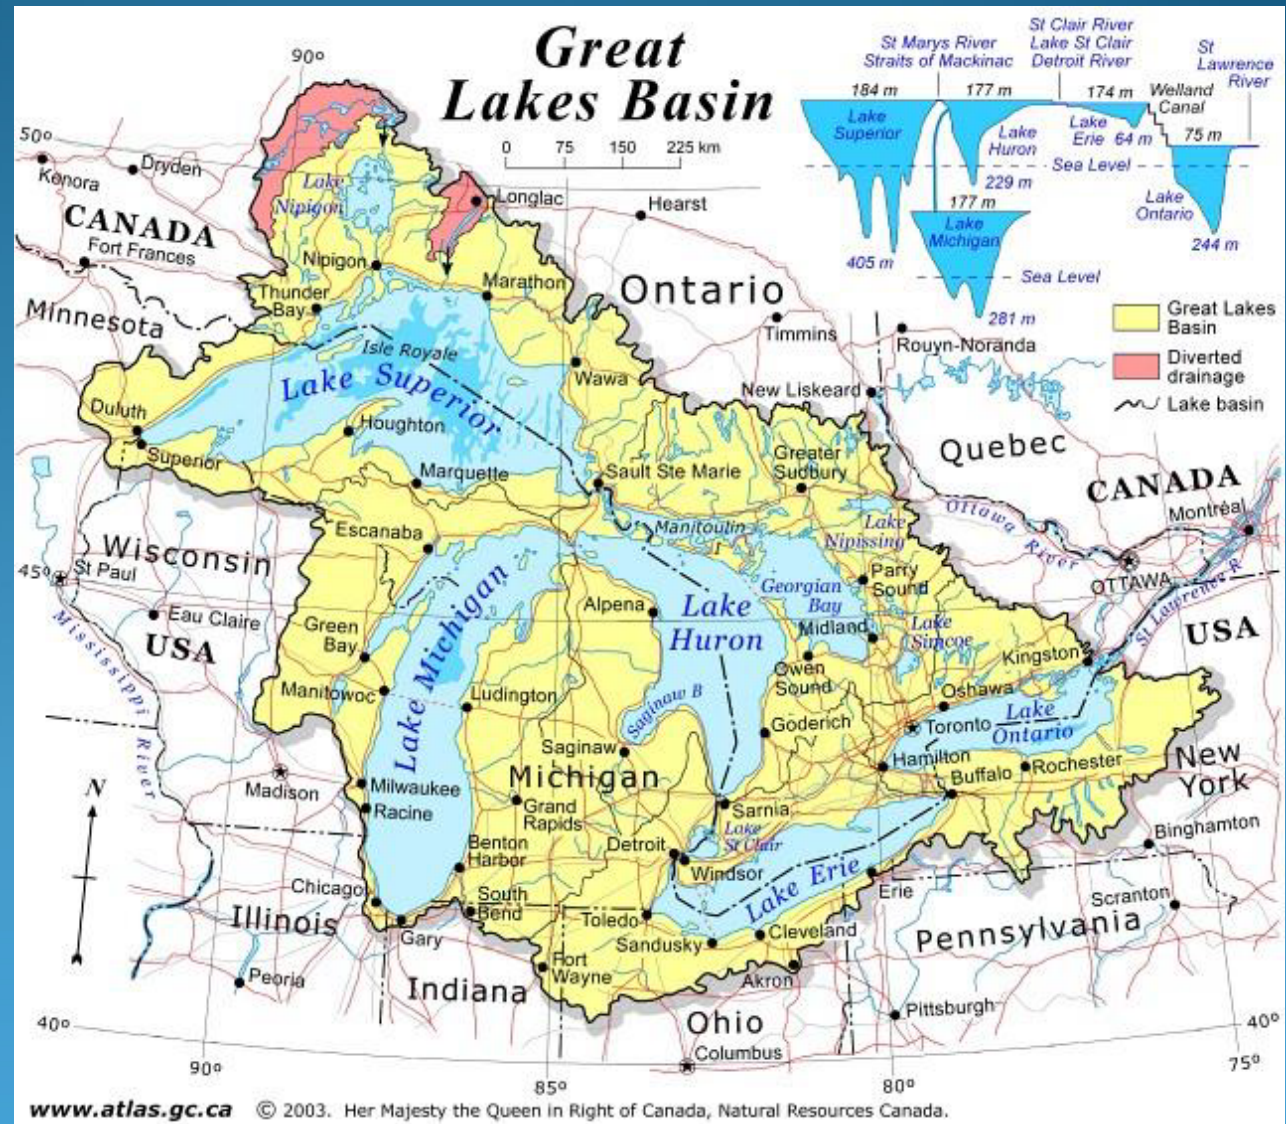 Great
Lakes Basin
0 75 150 225 km
St Marys River
Straits of Mackinac
St Clair River
Lake St Clair
Detroit River
St
Lawrence
River
184 m
177 m
174 m
Welland
Canal
75 m
Lake
Superior
Lake
Huron
Lake
Erie 64 m
Sea Level
229 m
177 m
Lake
Michigan
Lake
Ontario
405 m
244 m
Sea Level
281 m
Great Lakes
Basin
Diverted
drainage
Lake basin
90º
50º
Kenora
Dryden
Lake
Nipigon
Longlac
Hearst
CANADA
Fort Frances
Nipigon
Marathon
Ontario
Thunder
Bay
Minnesota
Timmins
Rouyn-Noranda
Isle Royale
Lake Superior
Wawa
New Liskeard
Duluth
Superior
Houghton
Marquette
Sault Ste Marie
Greater
Sudbury
Quebec
CANADA
Montréal
Escanaba
Manitoulin
I
Lake
Nipissing
Ottawa River
Wisconsin
45º
St Paul
OTTAWA
St Lawrence R
Parry
Sound
Georgian
Bay
Alpena
Lake
Huron
Midland
Lake
Simcoe
Mississippi River
Eau Claire
USA
Green
Bay
Lake Michigan
Manitowoc
Ludington
Saginaw B
Owen
Sound
Kingston
USA
Oshawa
Goderich
Toronto
Lake
Ontario
Saginaw
Michigan
Hamilton
Buffalo
Rochester
New
York
N
Madison
Milwaukee
Racine
Grand
Rapids
Sarnia
Lake
St Clair
Binghamton
Benton
Harbor
Detroit
Windsor
Lake Erie
Erie
Scranton
Chicago
South
Bend
Illinois
Gary
Toledo
Sandusky
Cleveland
Pennsylvania
Peoria
Fort
Wayne
Akron
Indiana
Pittsburgh
Ohio
Columbus
40º
40º
90º
85º
80º
75º
www.atlas.gc.ca © 2003. Her Majesty the Queen in Right of Canada, Natural Resources Canada.